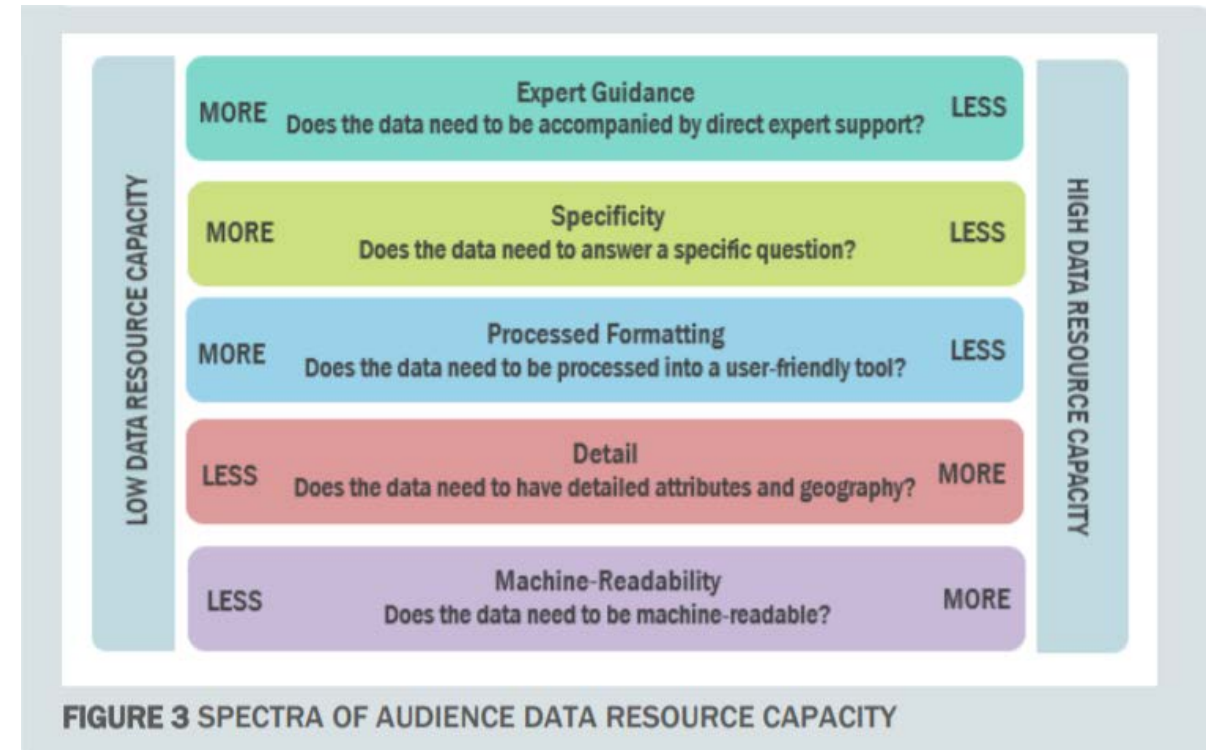 LOW DATA RESOURCE CAPACITY
MORE
Expert Guidance
Does the data need to be accompanied by direct expert support?
LESS
MORE
Specificity
Does the data need to answer a specific question?
LESS
MORE
Processed Formatting
Does the data need to be processed into a user-friendly tool?
LESS
LESS
Detail
Does the data need to have detailed attributes and geography?
MORE
LESS
Machine-Readability
Does the data need to be machine-readable?
MORE
HIGH DATA RESOURCE CAPACITY
FIGURE 3 SPECTRA OF AUDIENCE DATA RESOURCE CAPACITY